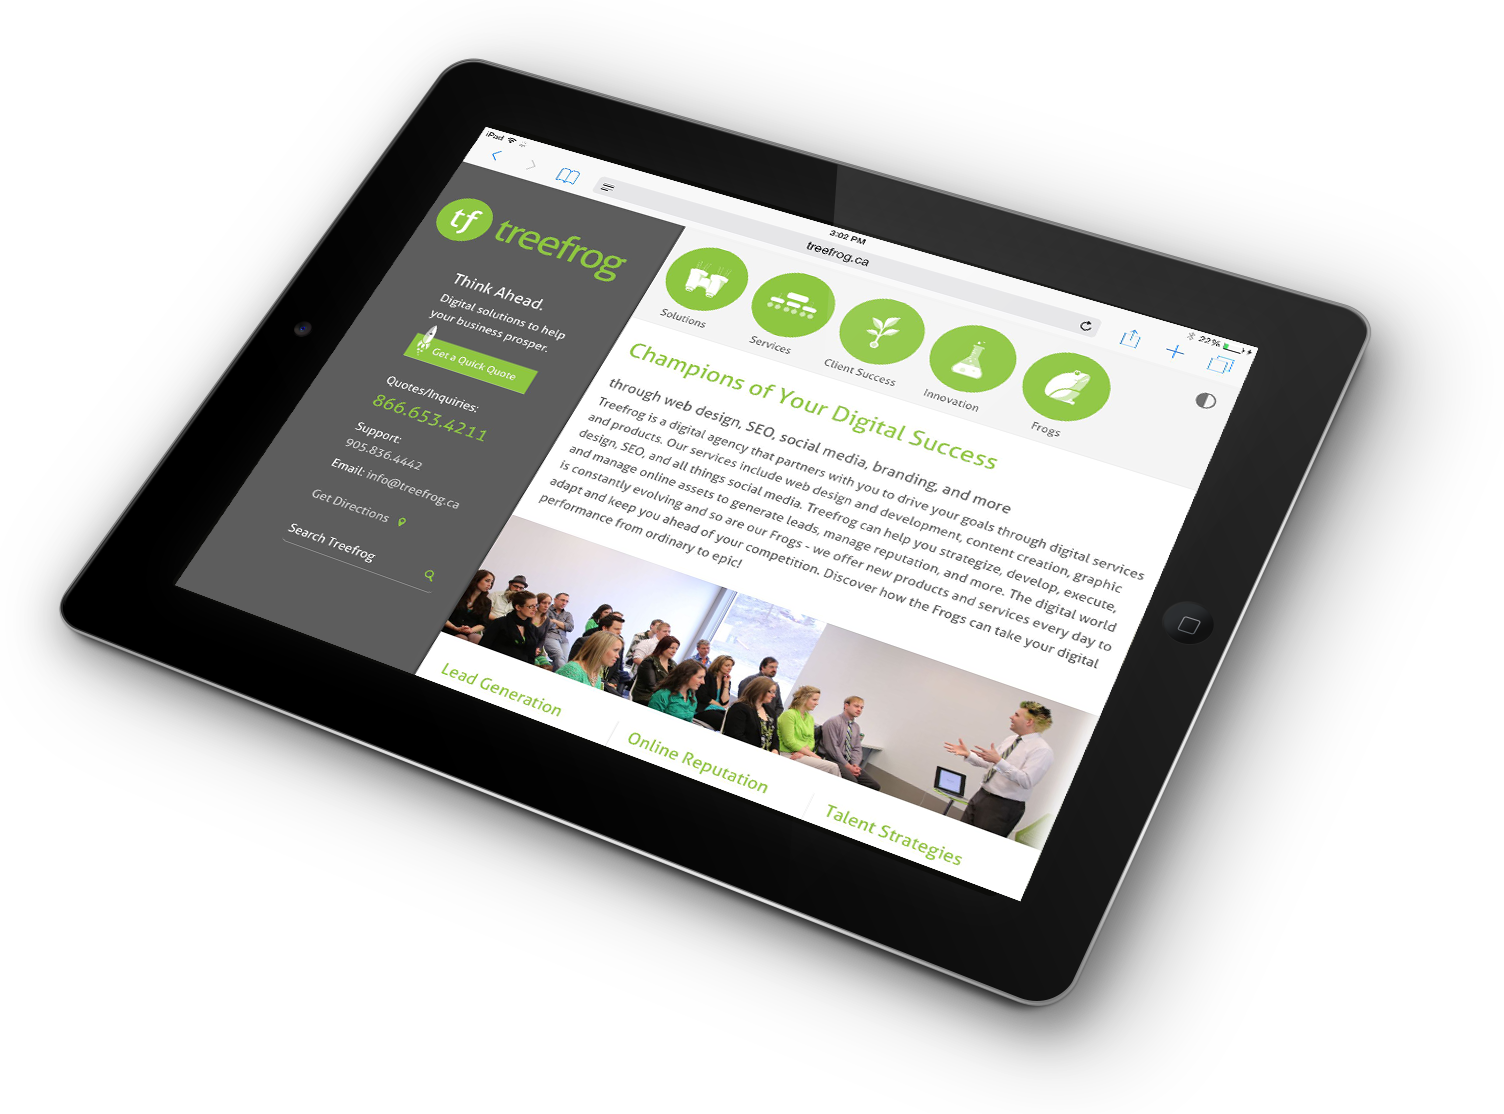 iPad
3:02 PM
22%
treefrog.ca
tf treefrog
Think Ahead.
Digital solutions to help
your business prosper.
Get a Quick Quote
Quotes/Inquiries:
866.653.4211
Support:
905.836.4442
Email: info@treefrog.ca
Get Directions
Search Treefrog
Solutions
Services
Client Success
Innovation
Frogs
Champions of Your Digital Success
through web design, SEO, social media, branding, and more
Treefrog is a digital agency that partners with you to drive your goals through digital services
and products. Our services include web design and development, content creation, graphic
design, SEO, and all things social media. Treefrog can help you strategize, develop, execute,
and manage online assets to generate leads, manage reputation, and more. The digital world
is constantly evolving and so are our Frogs - we offer new products and services every day to
adapt and keep you ahead of your competition. Discover how the Frogs can take your digital
performance from ordinary to epic!
Lead Generation
Online Reputation
Talent Strategies